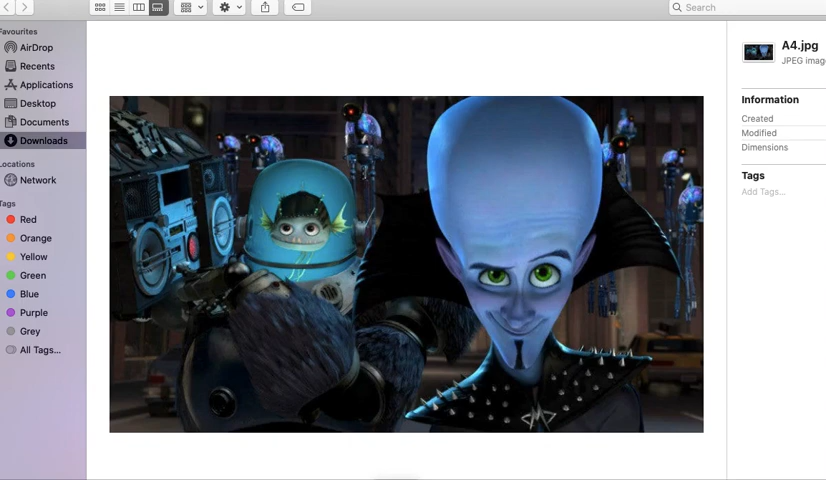 Search
Favourites
AirDrop
Recents
Applications
Desktop
Documents
Downloads
Locations
Network
Tags
Red
Orange
Yellow
Green
Blue
Purple
Grey
All Tags...
A4.jpg
JPEG imag
Information
Created
Modified
Dimensions
Tags
Add Tags...